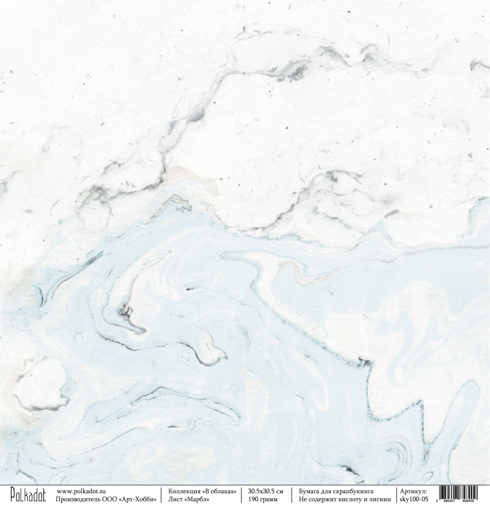 Polkadot
www.polkadot.su
Производитель ООО «Арт-Хобби»
Коллекция «В облаках»
Лист «Марбл»
30.5х30.5 см
190 грамм
Бумага для скрапбукинга
Не содержит кислоту и лигнин
Артикул:
sky100-05